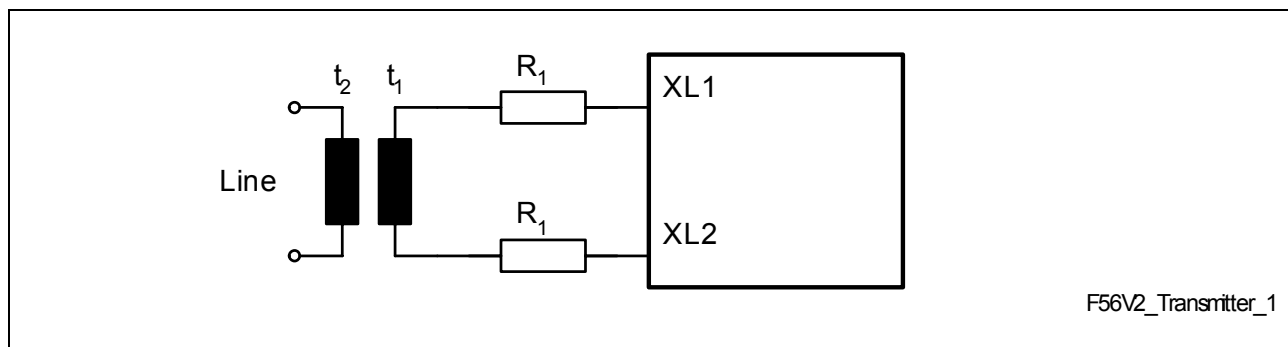 t₂ t₁ R₁ XL1
Line
R₁ XL2
F56V2_Transmitter_1